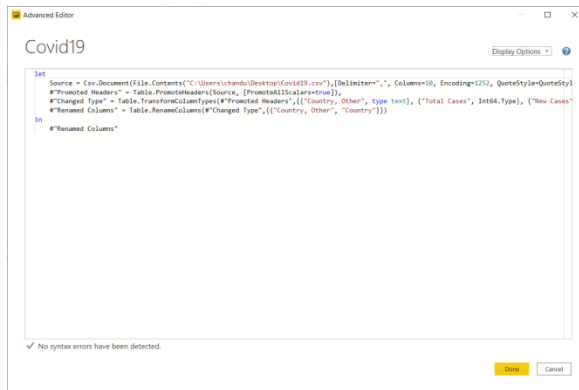 Advanced Editor
Covid19
Display Options
let
Source = Csv.Document(File.Contents("C:\Users\chandu\Desktop\Covid19.csv"),[Delimiter=",", Columns=10, Encoding=1252, QuoteStyle=QuoteStyl
#"Promoted Headers" = Table.PromoteHeaders(Source, [PromoteAllScalars=true]),
#"Changed Type" = Table.TransformColumnTypes(#"Promoted Headers",{{"Country, Other", type text}, {"Total Cases", Int64.Type}, {"New Cases"
#"Renamed Columns" = Table.RenameColumns(#"Changed Type",{{"Country, Other", "Country"}})
in
#"Renamed Columns"
No syntax errors have been detected.
Done Cancel